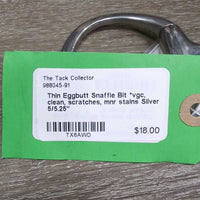 The Tack Collector
968045-91
Thin Eggbutt Snaffle Bit *vgc,
clean, scratches, mnr stains Silver
5/5.25"
$18.00
TX6AWD